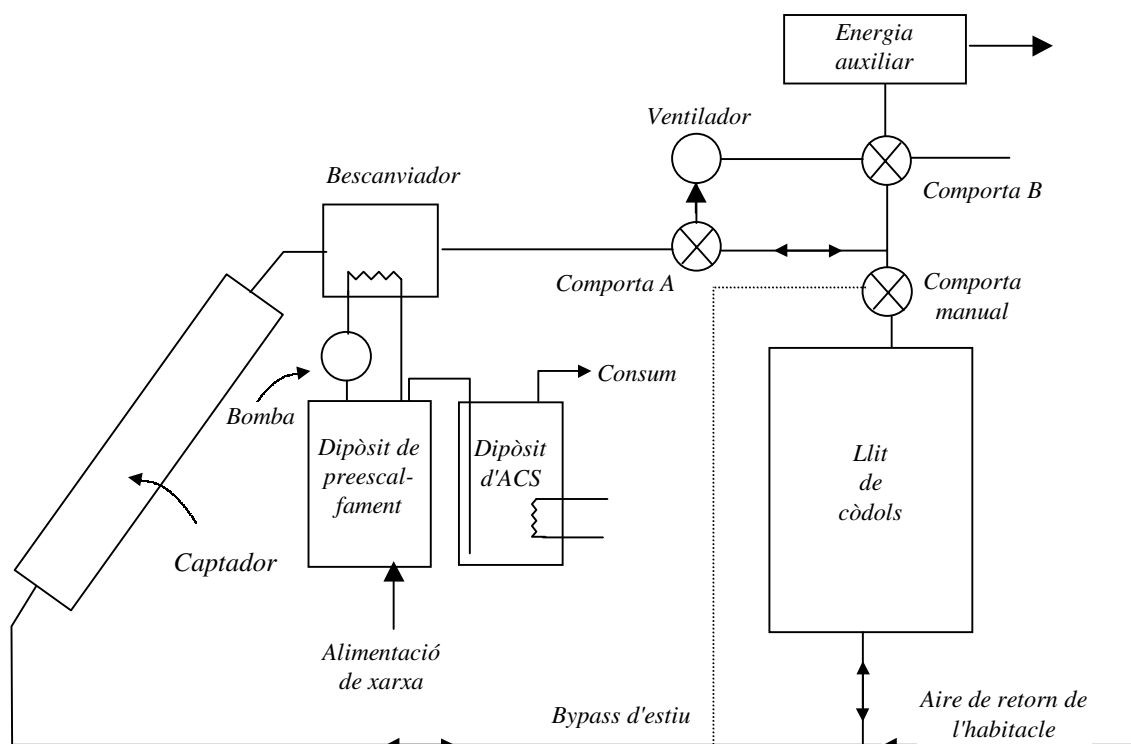 Energia
auxiliar
Ventilador
Bescanviador
Comporta B
Comporta A
Comporta
manual
Consum
Bomba
Dipòsit de
preescal-
fament
Dipòsit
d'ACS
Llit
de
còdols
Captador
Alimentació
de xarxa
Bypass d'estiu
Aire de retorn de
l'habitacle